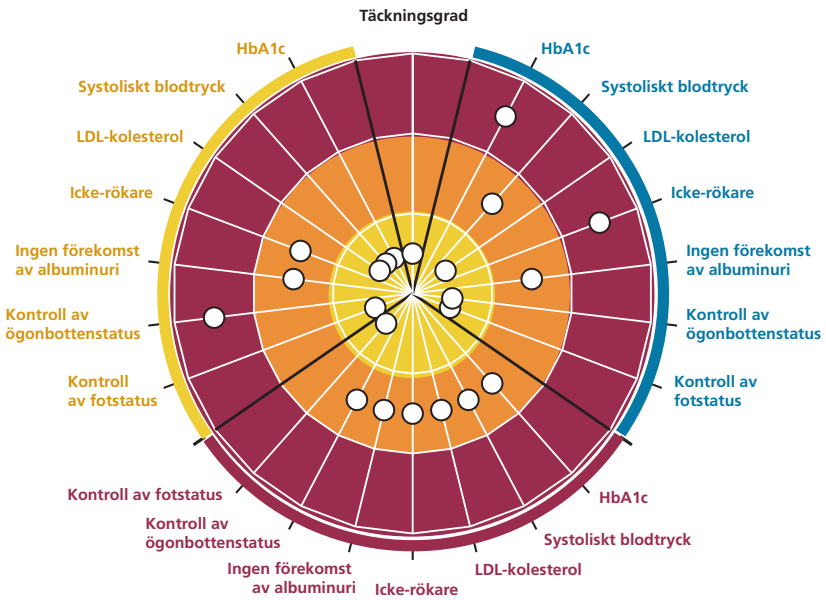 Täckningsgrad
HbA1c
Systoliskt blodtryck
LDL-kolesterol
Icke-rökare
Ingen förekomst
av albuminuri
Kontroll av
ögonbottenstatus
Kontroll av
fotstatus
HbA1c
Systoliskt blodtryck
LDL-kolesterol
Icke-rökare
Ingen förekomst
av albuminuri
Kontroll av
ögonbottenstatus
Kontroll av fotstatus
HbA1c
Systoliskt blodtryck
LDL-kolesterol
Icke-rökare
Ingen förekomst
av albuminuri
Kontroll av
ögonbottenstatus
Kontroll
av fotstatus